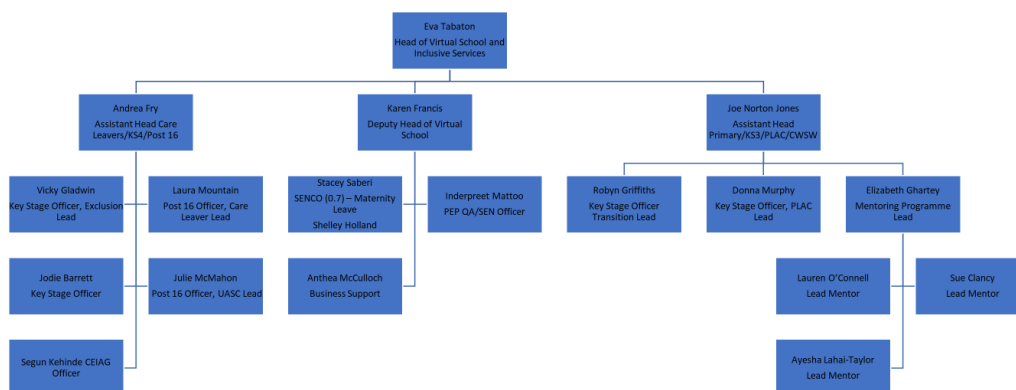 Eva Tabaton
Head of Virtual School and
Inclusive Services
Andrea Fry
Assistant Head Care
Leavers/KS4/Post 16
Karen Francis
Deputy Head of Virtual
School
Joe Norton Jones
Assistant Head
Primary/KS3/PLAC/CWSW
Vicky Gladwin
Key Stage Officer, Exclusion
Lead
Laura Mountain
Post 16 Officer, Care
Leaver Lead
Stacey Saberi
SENCO (0.7) – Maternity
Leave
Shelley Holland
Inderpreet Mattoo
PEP QA/SEN Officer
Robyn Griffiths
Key Stage Officer
Transition Lead
Donna Murphy
Key Stage Officer, PLAC
Lead
Elizabeth Ghartey
Mentoring Programme
Lead
Jodie Barrett
Key Stage Officer
Julie McMahon
Post 16 Officer, UASC Lead
Anthea McCulloch
Business Support
Lauren O’Connell
Lead Mentor
Sue Clancy
Lead Mentor
Segun Kehinde CEIAG
Officer
Ayesha Lahai-Taylor
Lead Mentor